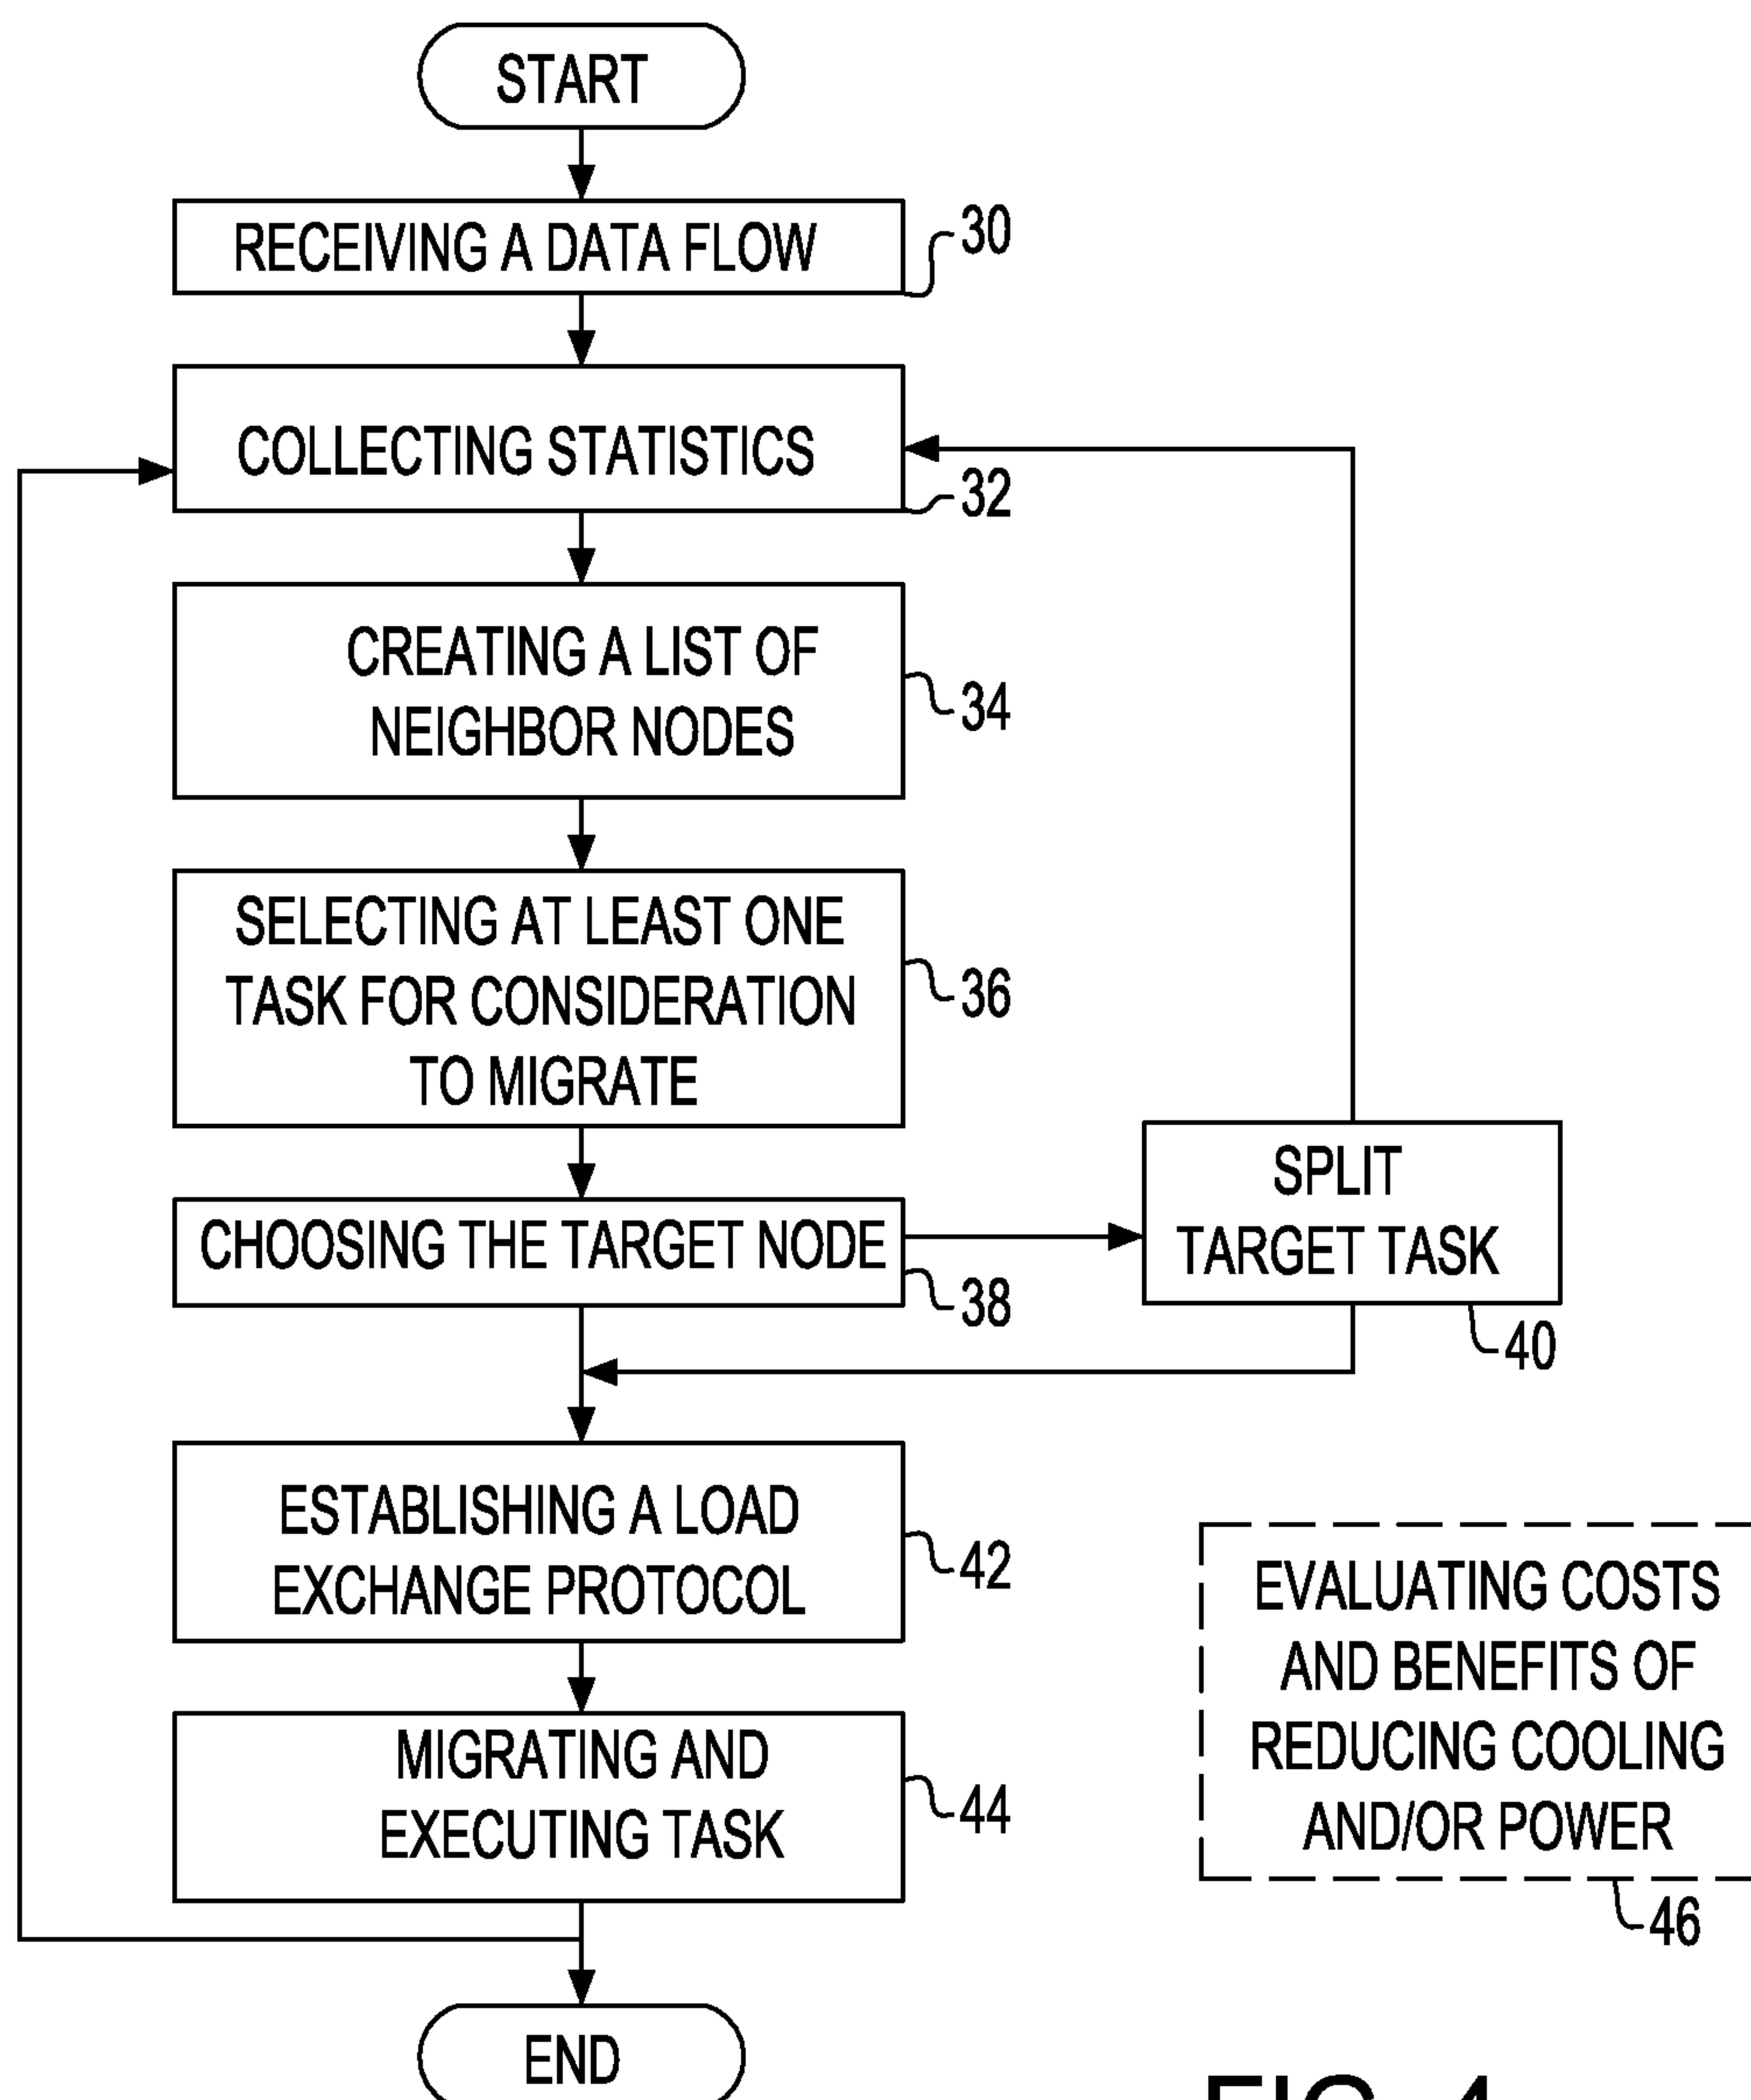 START
RECEIVING A DATA FLOW
30
COLLECTING STATISTICS
32
CREATING A LIST OF
NEIGHBOR NODES
34
SELECTING AT LEAST ONE
TASK FOR CONSIDERATION
TO MIGRATE
36
CHOOSING THE TARGET NODE
38
SPLIT
TARGET TASK
40
ESTABLISHING A LOAD
EXCHANGE PROTOCOL
42
MIGRATING AND
EXECUTING TASK
44
EVALUATING COSTS
AND BENEFITS OF
REDUCING COOLING
AND/OR POWER
46
END
FIG. 4